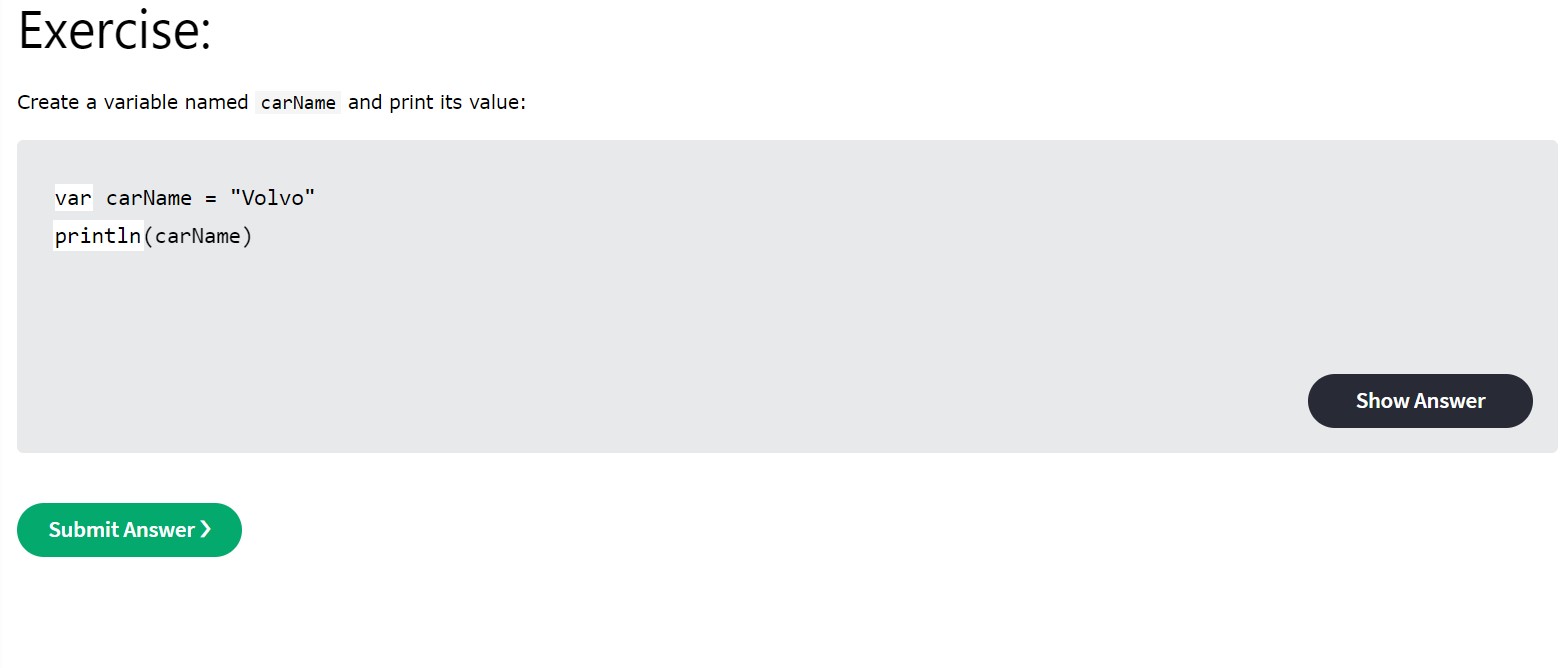 Exercise:
Create a variable named carName and print its value:
var carName = "Volvo"
println(carName)
Show Answer
Submit Answer ❯